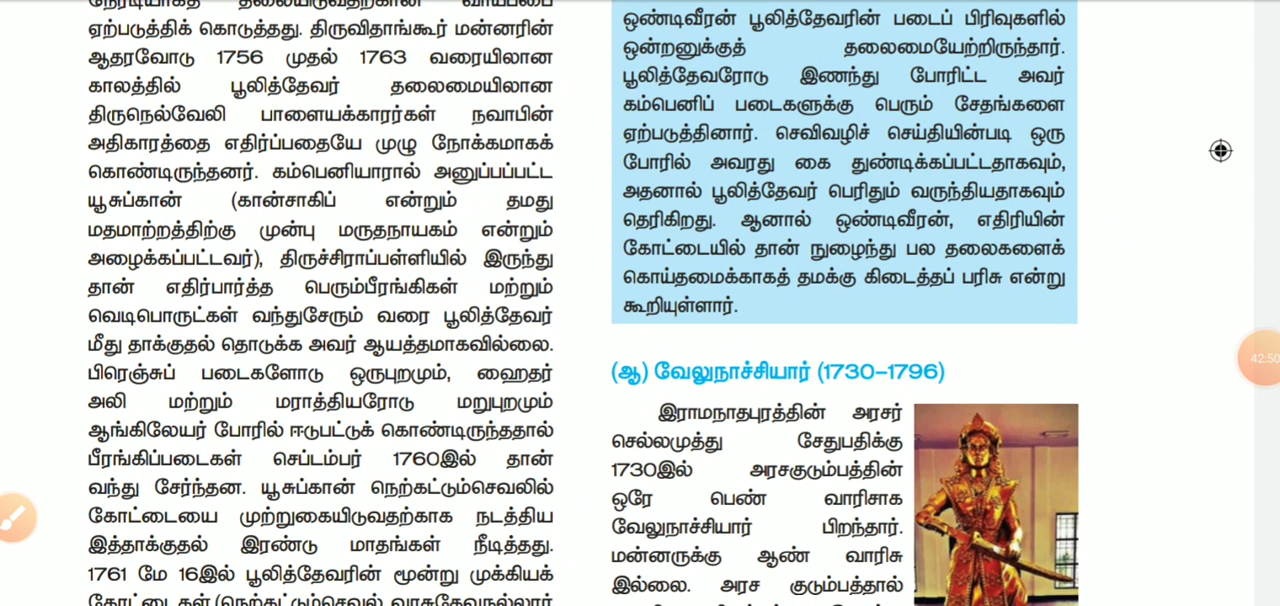 ஏற்படுத்திக் கொடுத்தது. திருவிதாங்கூர் மன்னரின்
ஆதரவோடு 1756 முதல் 1763 வரையிலான
காலத்தில் பூலித்தேவர் தலைமையிலான
திருநெல்வேலி பாளையக்காரர்கள் நவாபின்
அதிகாரத்தை எதிர்ப்பதையே முழு நோக்கமாகக்
கொண்டிருந்தனர். கம்பெனியாரால் அனுப்பப்பட்ட
யூசுப்கான் (கான்சாகிப் என்றும் தமது
மதமாற்றத்திற்கு முன்பு மருதநாயகம் என்றும்
அழைக்கப்பட்டவர்), திருச்சிராப்பள்ளியில் இருந்து
தான் எதிர்பார்த்த பெரும்பீரங்கிகள் மற்றும்
வெடிபொருட்கள் வந்துசேரும் வரை பூலித்தேவர்
மீது தாக்குதல் தொடுக்க அவர் ஆயத்தமாகவில்லை.
பிரெஞ்சுப் படைகளோடு ஒருபுறமும், ஹைதர்
அலி மற்றும் மராத்தியரோடு மறுபுறமும்
ஆங்கிலேயர் போரில் ஈடுபட்டுக் கொண்டிருந்ததால்
பீரங்கிப்படைகள் செப்டம்பர் 1760இல் தான்
வந்து சேர்ந்தன. யூசுப்கான் நெற்கட்டும்செவலில்
கோட்டையை முற்றுகையிடுவதற்காக நடத்திய
இத்தாக்குதல் இரண்டு மாதங்கள் நீடித்தது.
1761 மே 16இல் பூலித்தேவரின் மூன்று முக்கியக்
ஒண்டிவீரன் பூலித்தேவரின் படைப் பிரிவுகளில்
ஒன்றனுக்குத் தலைமையேற்றிருந்தார்.
பூலித்தேவரோடு இணந்து போரிட்ட அவர்
கம்பெனிப் படைகளுக்கு பெரும் சேதங்களை
ஏற்படுத்தினார். செவிவழிச் செய்தியின்படி ஒரு
போரில் அவரது கை துண்டிக்கப்பட்டதாகவும்,
அதனால் பூலித்தேவர் பெரிதும் வருந்தியதாகவும்
தெரிகிறது. ஆனால் ஒண்டிவீரன், எதிரியின்
கோட்டையில் தான் நுழைந்து பல தலைகளைக்
கொய்தமைக்காகத் தமக்கு கிடைத்தப் பரிசு என்று
கூறியுள்ளார்.
(ஆ) வேலுநாச்சியார் (1730–1796)
இராமநாதபுரத்தின் அரசர்
செல்லமுத்து சேதுபதிக்கு
1730இல் அரசகுடும்பத்தின்
ஒரே பெண் வாரிசாக
வேலுநாச்சியார் பிறந்தார்.
மன்னருக்கு ஆண் வாரிசு
இல்லை. அரச குடும்பத்தால்
42:50